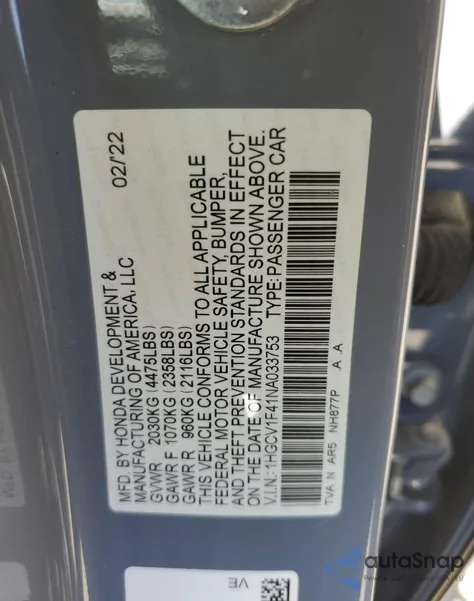 MFD. BY HONDA DEVELOPMENT & 02/'22
MANUFACTURING OF AMERICA, LLC
GVWR 2030KG (4475LBS)
GAWR F 1070KG (2358LBS)
GAWR R 960KG (2116LBS)
THIS VEHICLE CONFORMS TO ALL APPLICABLE
FEDERAL MOTOR VEHICLE SAFETY, BUMPER,
AND THEFT PREVENTION STANDARDS IN EFFECT
ON THE DATE OF MANUFACTURE SHOWN ABOVE.
V.I.N.: 1HGCV1F41NA033753 TYPE: PASSENGER CAR
TVA N AR5 NH877P A A
VE
autoSnap